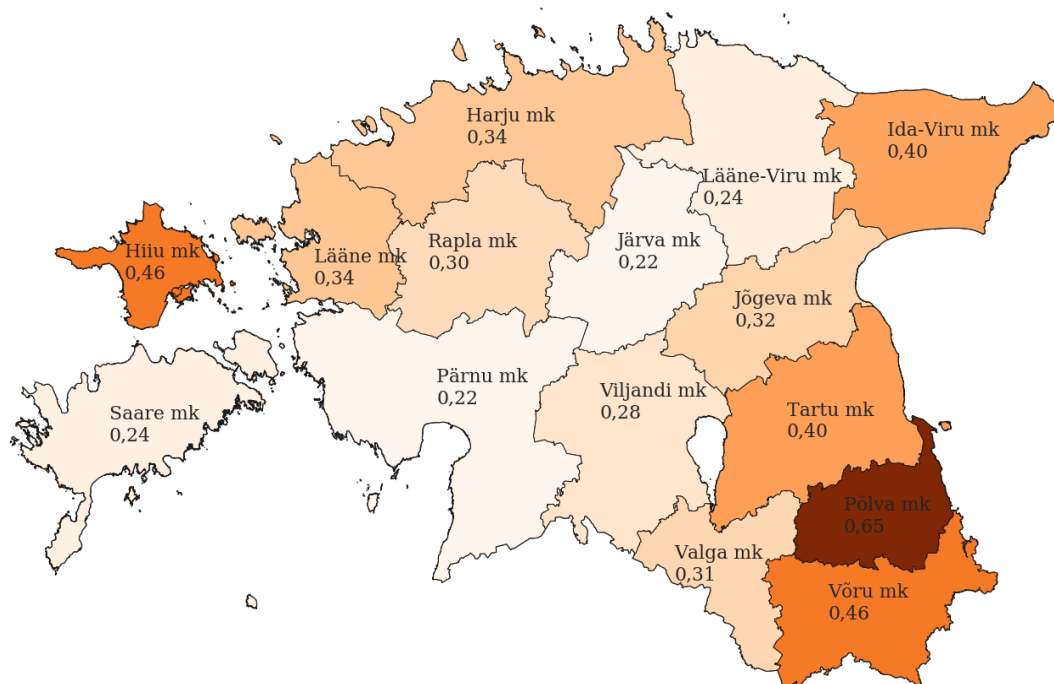 Harju mk
0,34
Ida-Viru mk
0,40
Lääne-Viru mk
0,24
Hiiu mk
0,46
Lääne mk
0,34
Rapla mk
0,30
Järva mk
0,22
Jõgeva mk
0,32
Saare mk
0,24
Pärnu mk
0,22
Viljandi mk
0,28
Tartu mk
0,40
Põlva mk
0,65
Valga mk
0,31
Võru mk
0,46